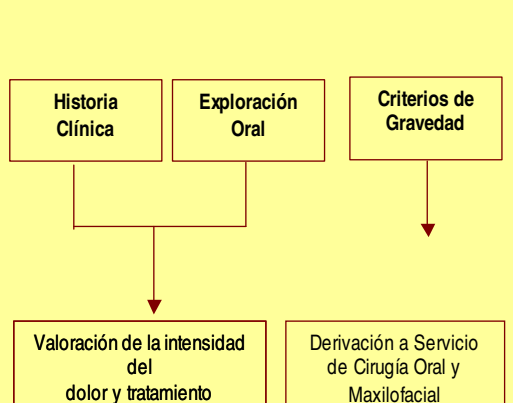 Historia
Clínica
Exploración
Oral
Criterios de
Gravedad
Valoración de la intensidad
del
dolor y tratamiento
Derivación a Servicio
de Cirugía Oral y
Maxilofacial